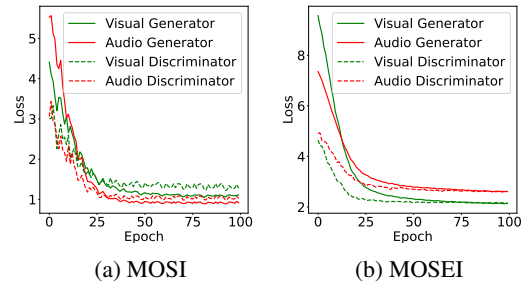 Visual Generator
Audio Generator
Visual Discriminator
Audio Discriminator
5
4
3
2
1
Loss
0 25 50 75 100
Epoch
(a) MOSI
Visual Generator
Audio Generator
Visual Discriminator
Audio Discriminator
8
6
4
2
Loss
0 25 50 75 100
Epoch
(b) MOSEI